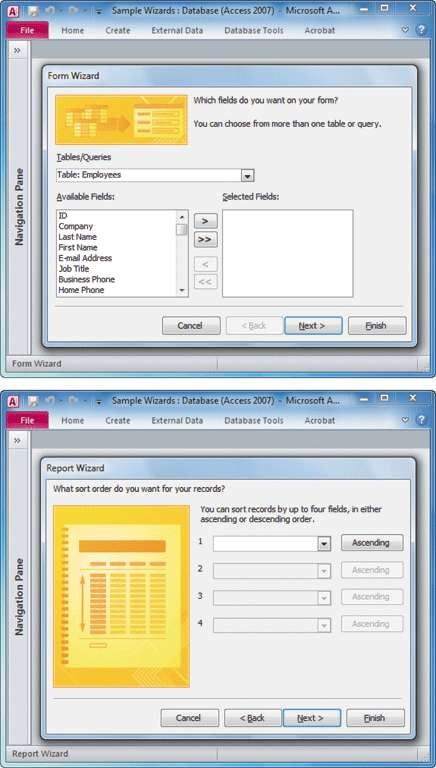 Sample Wizards : Database (Access 2007) - Microsoft A...
File Home Create External Data Database Tools Acrobat
»
Navigation Pane
Form Wizard
Which fields do you want on your form?
You can choose from more than one table or query.
Tables/Queries
Table: Employees
Available Fields: Selected Fields:
ID
Company
Last Name
First Name
E-mail Address
Job Title
Business Phone
Home Phone
>
>>
<
<<
Cancel < Back Next > Finish
Form Wizard
Sample Wizards : Database (Access 2007) - Microsoft A...
File Home Create External Data Database Tools Acrobat
»
Navigation Pane
Report Wizard
What sort order do you want for your records?
You can sort records by up to four fields, in either
ascending or descending order.
1 Ascending
2 Ascending
3 Ascending
4 Ascending
Cancel < Back Next > Finish
Report Wizard